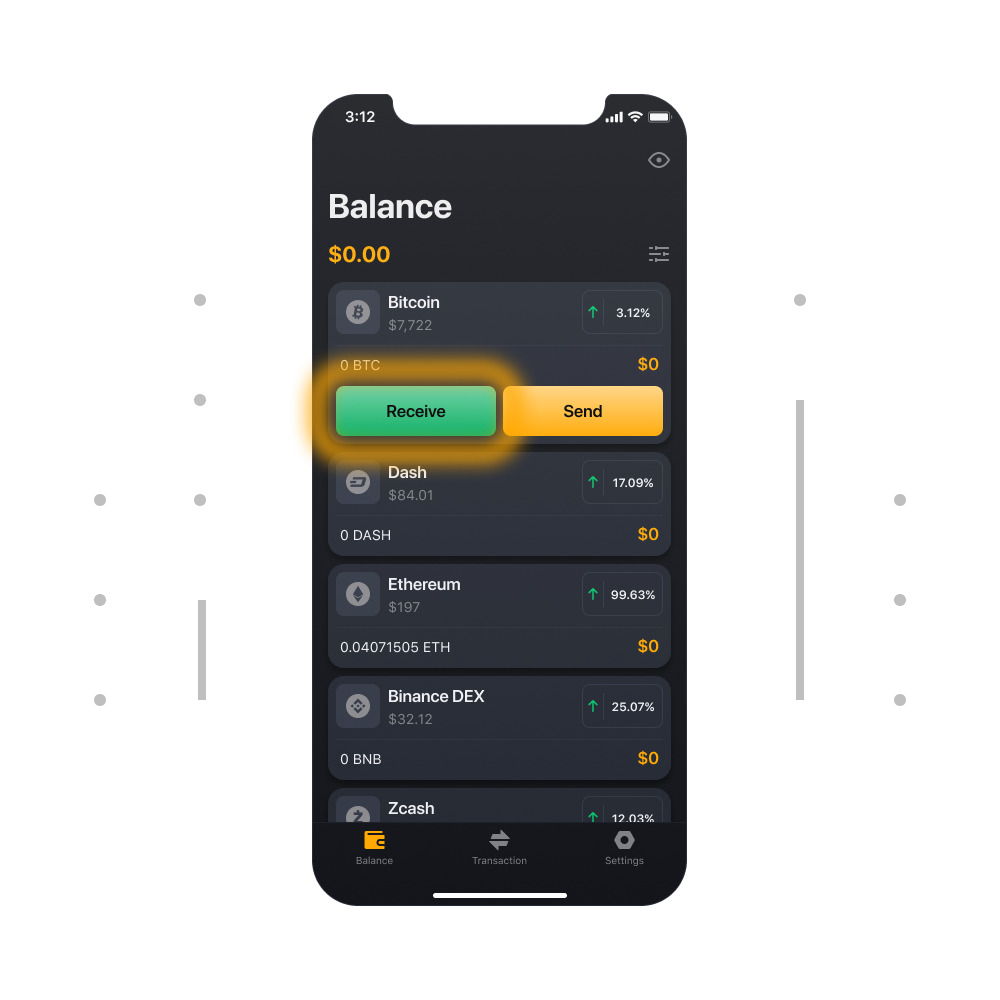 3:12
Balance
$0.00
Bitcoin
$7,722
3.12%
0 BTC
$0
Receive
Send
Dash
$84.01
17.09%
0 DASH
$0
Ethereum
$197
99.63%
0.04071505 ETH
$0
Binance DEX
$32.12
25.07%
0 BNB
$0
Zcash
12.03%
Balance
Transaction
Settings